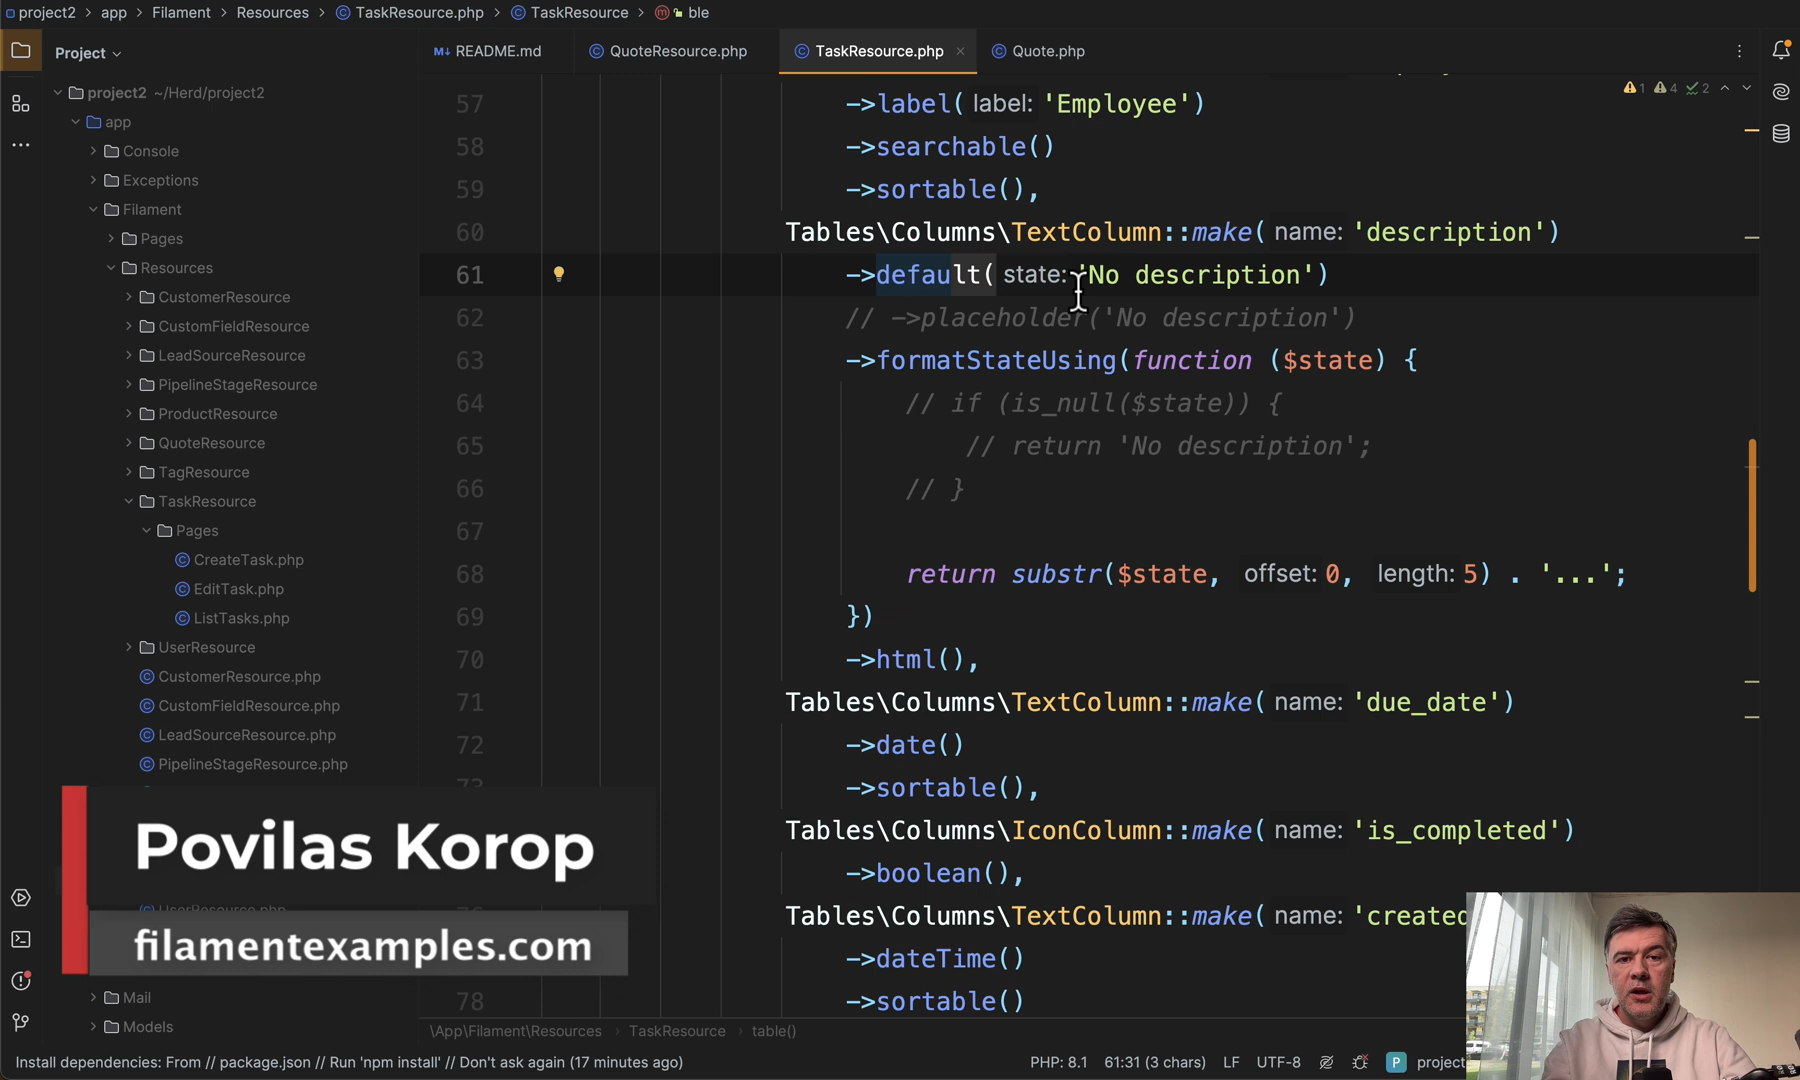 project2 app Filament Resources TaskResource.php TaskResource ble
Project
README.md QuoteResource.php TaskResource.php Quote.php
1 4 2
project2 ~/Herd/project2
app
Console
Exceptions
Filament
Pages
Resources
CustomerResource
CustomFieldResource
LeadSourceResource
PipelineStageResource
ProductResource
QuoteResource
TagResource
TaskResource
Pages
CreateTask.php
EditTask.php
ListTasks.php
UserResource
CustomerResource.php
CustomFieldResource.php
LeadSourceResource.php
PipelineStageResource.php
UserResource.php
Mail
Models
57 ->label( label: 'Employee')
58 ->searchable()
59 ->sortable(),
60 Tables\Columns\TextColumn::make( name: 'description')
61 ->default( state: 'No description')
62 // ->placeholder('No description')
63 ->formatStateUsing(function ($state) {
64 // if (is_null($state)) {
65 // return 'No description';
66 // }
67
68 return substr($state, offset: 0, length: 5) . '...';
69 })
70 ->html(),
71 Tables\Columns\TextColumn::make( name: 'due_date')
72 ->date()
->sortable(),
Tables\Columns\IconColumn::make( name: 'is_completed')
->boolean(),
Tables\Columns\TextColumn::make( name: 'created
->dateTime()
78 ->sortable()
Povilas Korop
filamentexamples.com
\App\Filament\Resources TaskResource table()
Install dependencies: From // package.json // Run 'npm install' // Don't ask again (17 minutes ago) PHP: 8.1 61:31 (3 chars) LF UTF-8 P project